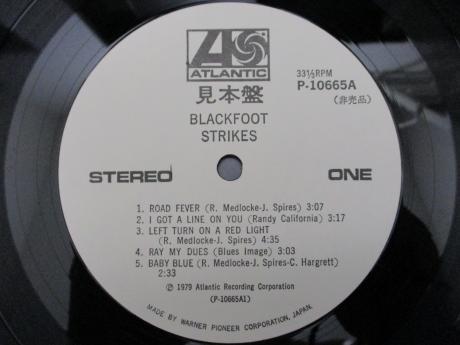 ATLANTIC
33⅓RPM
P-10665A
見本盤
(非売品)
BLACKFOOT
STRIKES
STEREO
ONE
1. ROAD FEVER (R. Medlocke-J. Spires) 3:07
2. I GOT A LINE ON YOU (Randy California) 3:17
3. LEFT TURN ON A RED LIGHT
(R. Medlocke-J. Spires) 4:35
4. RAY MY DUES (Blues Image) 3:03
5. BABY BLUE (R. Medlocke-J. Spires-C. Hargrett)
2:33
℗ © 1979 Atlantic Recording Corporation
(P-10665A1)
MADE BY WARNER PIONEER CORPORATION, JAPAN.